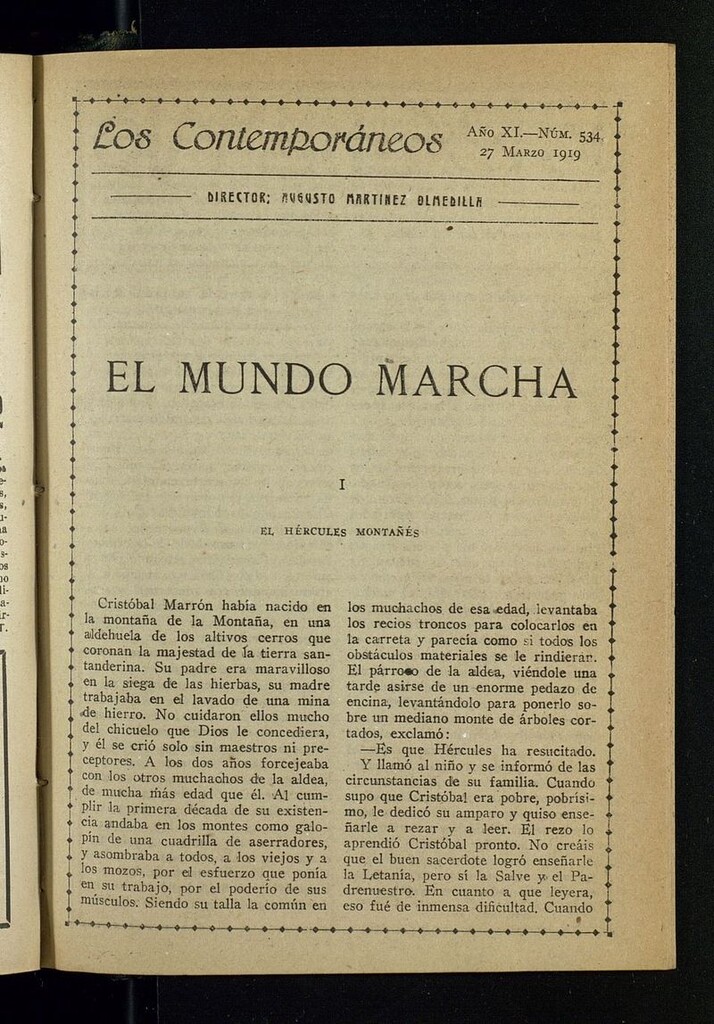 Los Contemporáneos
Año XI.—Núm. 534
27 Marzo 1919
DIRECTOR: AUGUSTO MARTINEZ OLMEDILLA
EL MUNDO MARCHA
I
EL HÉRCULES MONTAÑÉS
Cristóbal Marrón había nacido en
la montaña de la Montaña, en una
aldehuela de los altivos cerros que
coronan la majestad de la tierra san-
tanderina. Su padre era maravilloso
en la siega de las hierbas, su madre
trabajaba en el lavado de una mina
de hierro. No cuidaron ellos mucho
del chicuelo que Dios le concediera,
y él se crió solo sin maestros ni pre-
ceptores. A los dos años forcejeaba
con los otros muchachos de la aldea,
de mucha más edad que él. Al cum-
plir la primera década de su existen-
cia andaba en los montes como galo-
pín de una cuadrilla de aserradores,
y asombraba a todos, a los viejos y a
los mozos, por el esfuerzo que ponía
en su trabajo, por el poderío de sus
músculos. Siendo su talla la común en
los muchachos de esa edad, levantaba
los recios troncos para colocarlos en
la carreta y parecía como si todos los
obstáculos materiales se le rindieran.
El párroco de la aldea, viéndole una
tarde asirse de un enorme pedazo de
encina, levantándolo para ponerlo so-
bre un mediano monte de árboles cor-
tados, exclamó:
—Es que Hércules ha resucitado.
Y llamó al niño y se informó de las
circunstancias de su familia. Cuando
supo que Cristóbal era pobre, pobrísi-
mo, le dedicó su amparo y quiso ense-
ñarle a rezar y a leer. El rezo lo
aprendió Cristóbal pronto. No creáis
que el buen sacerdote logró enseñarle
la Letanía, pero sí la Salve y el Pa-
drenuestro. En cuanto a que leyera,
eso fué de inmensa dificultad. Cuando